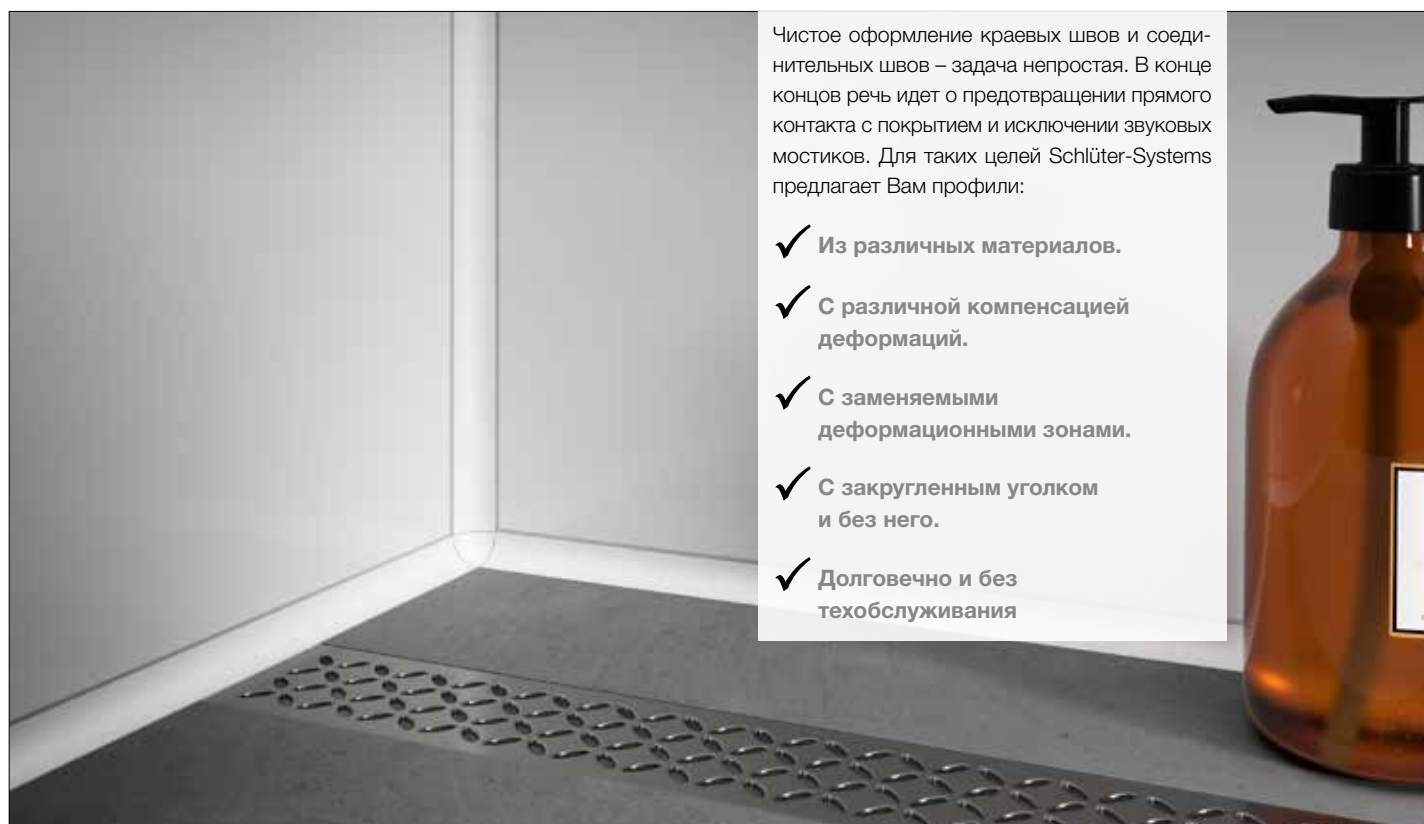 Чистое оформление краевых швов и соеди-
нительных швов – задача непростая. В конце
концов речь идет о предотвращении прямого
контакта с покрытием и исключении звуковых
мостиков. Для таких целей Schlüter-Systems
предлагает Вам профили:
Из различных материалов.
С различной компенсацией
деформаций.
С заменяемыми
деформационными зонами.
С закругленным уголком
и без него.
Долговечно и без
техобслуживания